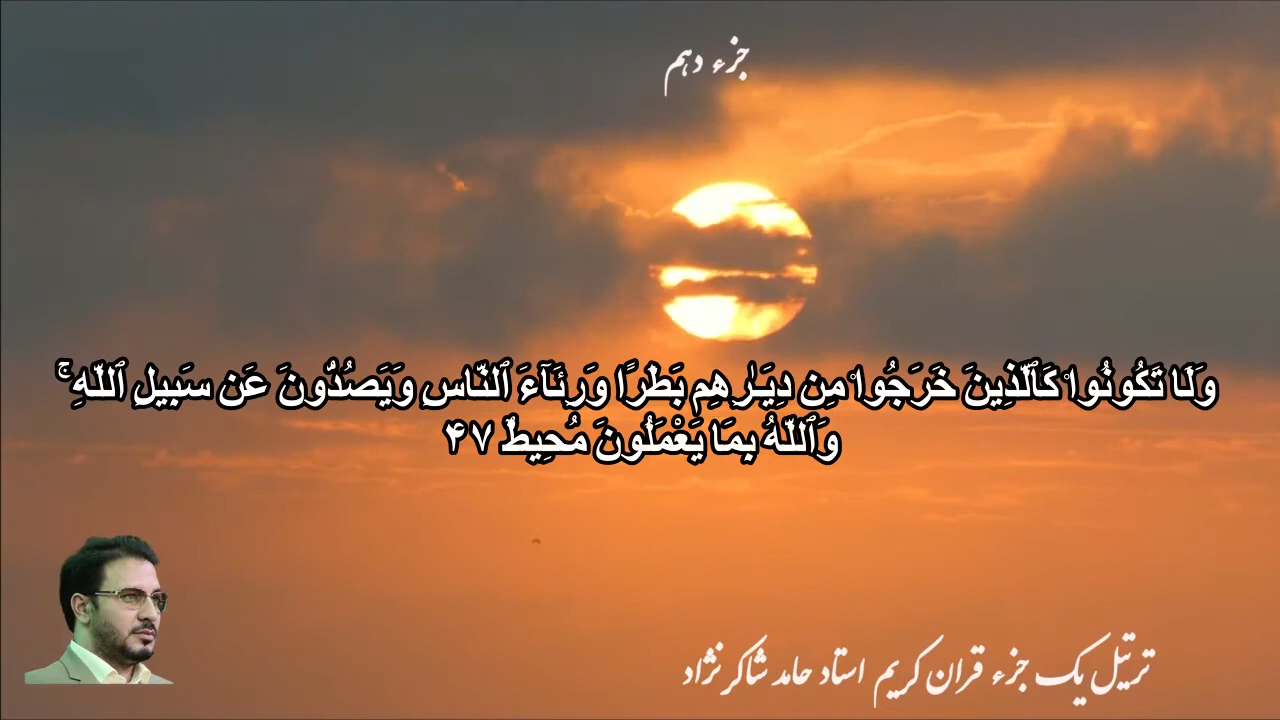 جزء دهم
وَلَا تَكُونُوا۟ كَٱلَّذِينَ خَرَجُوا۟ مِن دِيَـٰرِهِم بَطَرًا وَرِئَآءَ ٱلنَّاسِ وَيَصُدُّونَ عَن سَبِيلِ ٱللَّهِ ۚ
وَٱللَّهُ بِمَا يَعْمَلُونَ مُحِيطٌ ۴۷
ترتیل یک جزء قران کریم استاد حامد شاکرنژاد